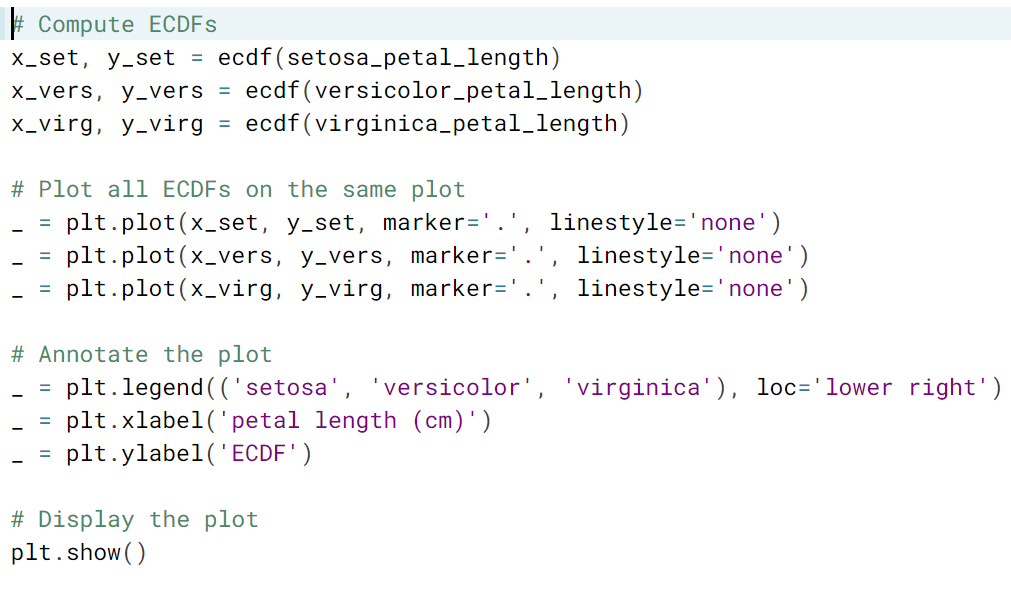 # Compute ECDFs
x_set, y_set = ecdf(setosa_petal_length)
x_vers, y_vers = ecdf(versicolor_petal_length)
x_virg, y_virg = ecdf(virginica_petal_length)
# Plot all ECDFs on the same plot
_ = plt.plot(x_set, y_set, marker='.', linestyle='none')
_ = plt.plot(x_vers, y_vers, marker='.', linestyle='none')
_ = plt.plot(x_virg, y_virg, marker='.', linestyle='none')
# Annotate the plot
_ = plt.legend(('setosa', 'versicolor', 'virginica'), loc='lower right')
_ = plt.xlabel('petal length (cm)')
_ = plt.ylabel('ECDF')
# Display the plot
plt.show()